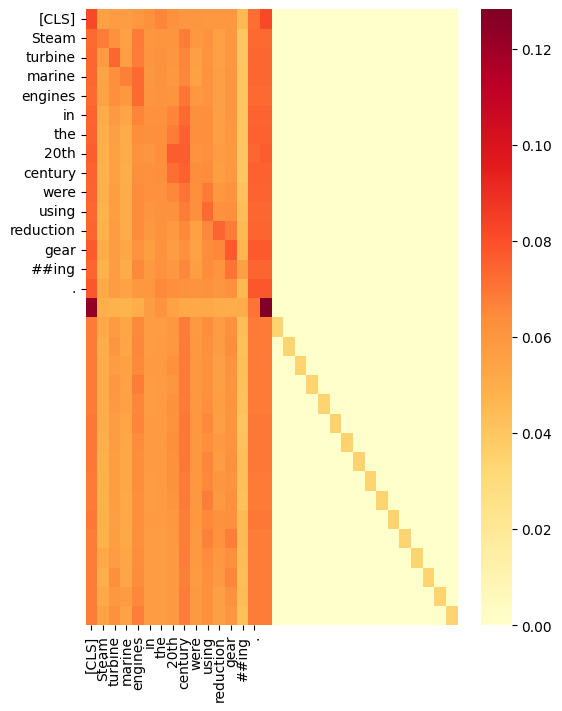 [CLS]
Steam
turbine
marine
engines
in
the
20th
century
were
using
reduction
gear
##ing
.
[CLS]
Steam
turbine
marine
engines
in
the
20th
century
were
using
reduction
gear
##ing
.
0.12
0.10
0.08
0.06
0.04
0.02
0.00